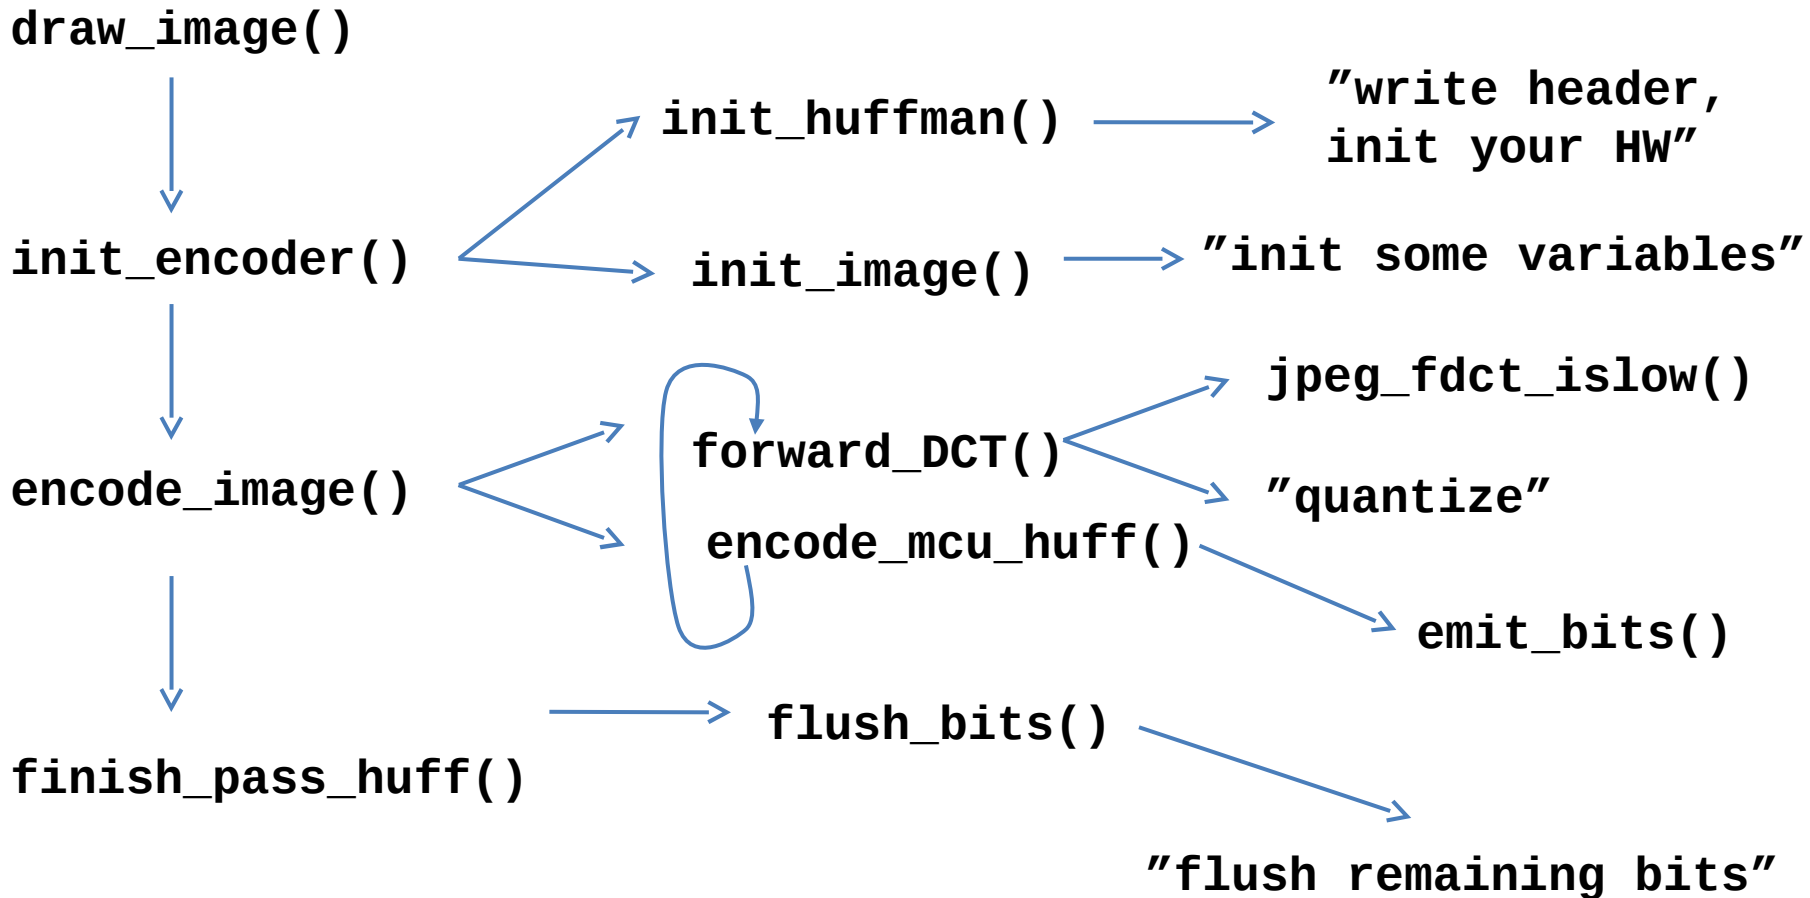 draw_image()
init_huffman()
”write header,
init your HW”
init_encoder()
init_image()
”init some variables”
jpeg_fdct_islow()
forward_DCT()
encode_image()
”quantize”
encode_mcu_huff()
emit_bits()
flush_bits()
finish_pass_huff()
”flush remaining bits”